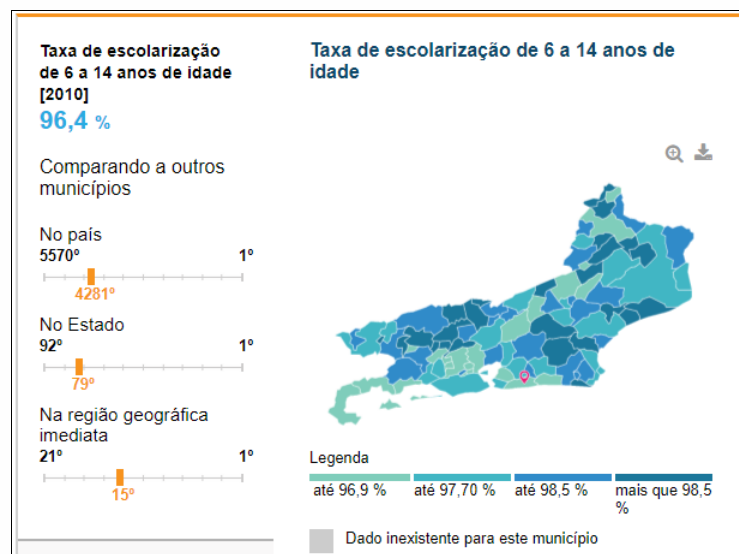 Taxa de escolarização
de 6 a 14 anos de idade
[2010]
96,4 %
Comparando a outros
municípios
No país
5570º 1º
4281º
No Estado
92º 1º
79º
Na região geográfica
imediata
21º 1º
15º
Taxa de escolarização de 6 a 14 anos de
idade
Legenda
até 96,9 % até 97,70 % até 98,5 % mais que 98,5
%
Dado inexistente para este município